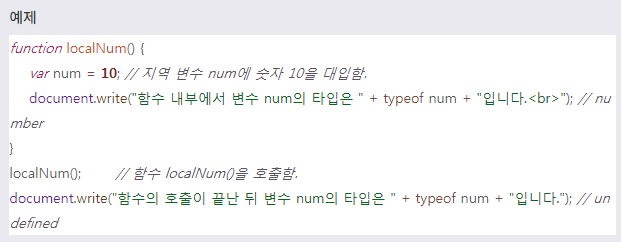 예제
function localNum() {
var num = 10; // 지역 변수 num에 숫자 10을 대입함.
document.write("함수 내부에서 변수 num의 타입은 " + typeof num + "입니다.<br>"); // nu
mber
}
localNum(); // 함수 localNum()을 호출함.
document.write("함수의 호출이 끝난 뒤 변수 num의 타입은 " + typeof num + "입니다."); // un
defined